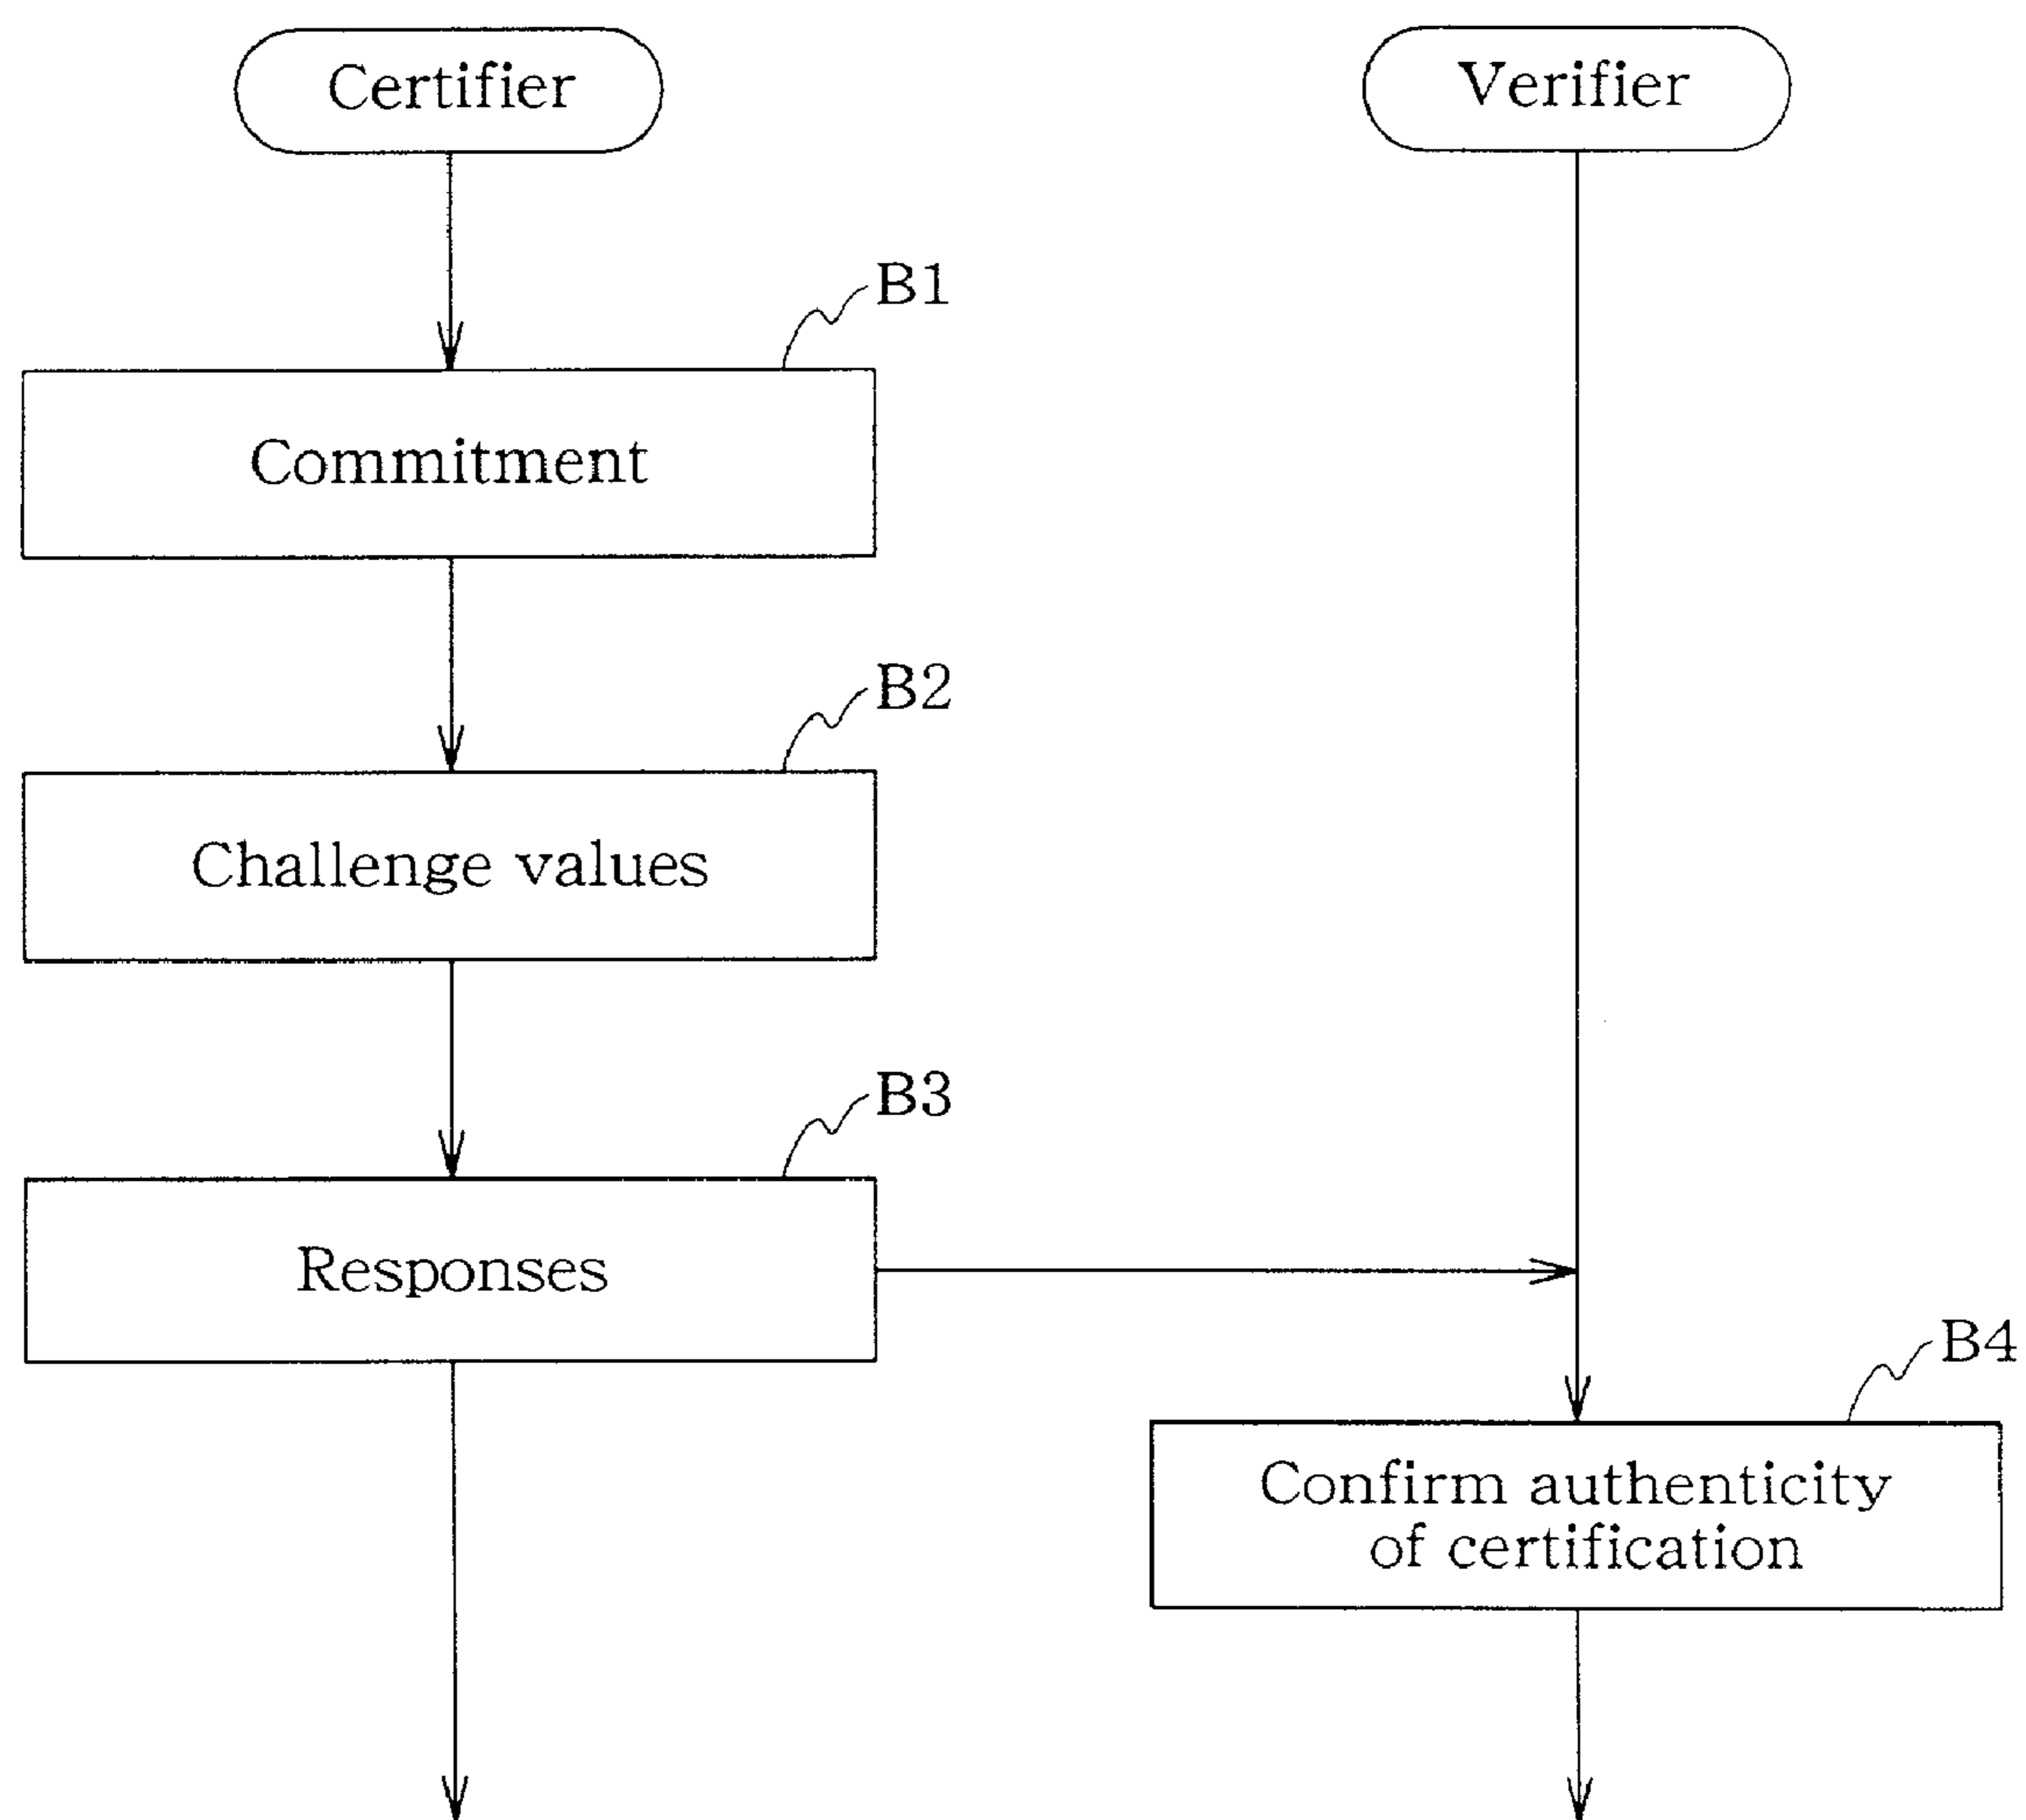 Certifier
Verifier
B1
Commitment
B2
Challenge values
B3
Responses
B4
Confirm authenticity
of certification